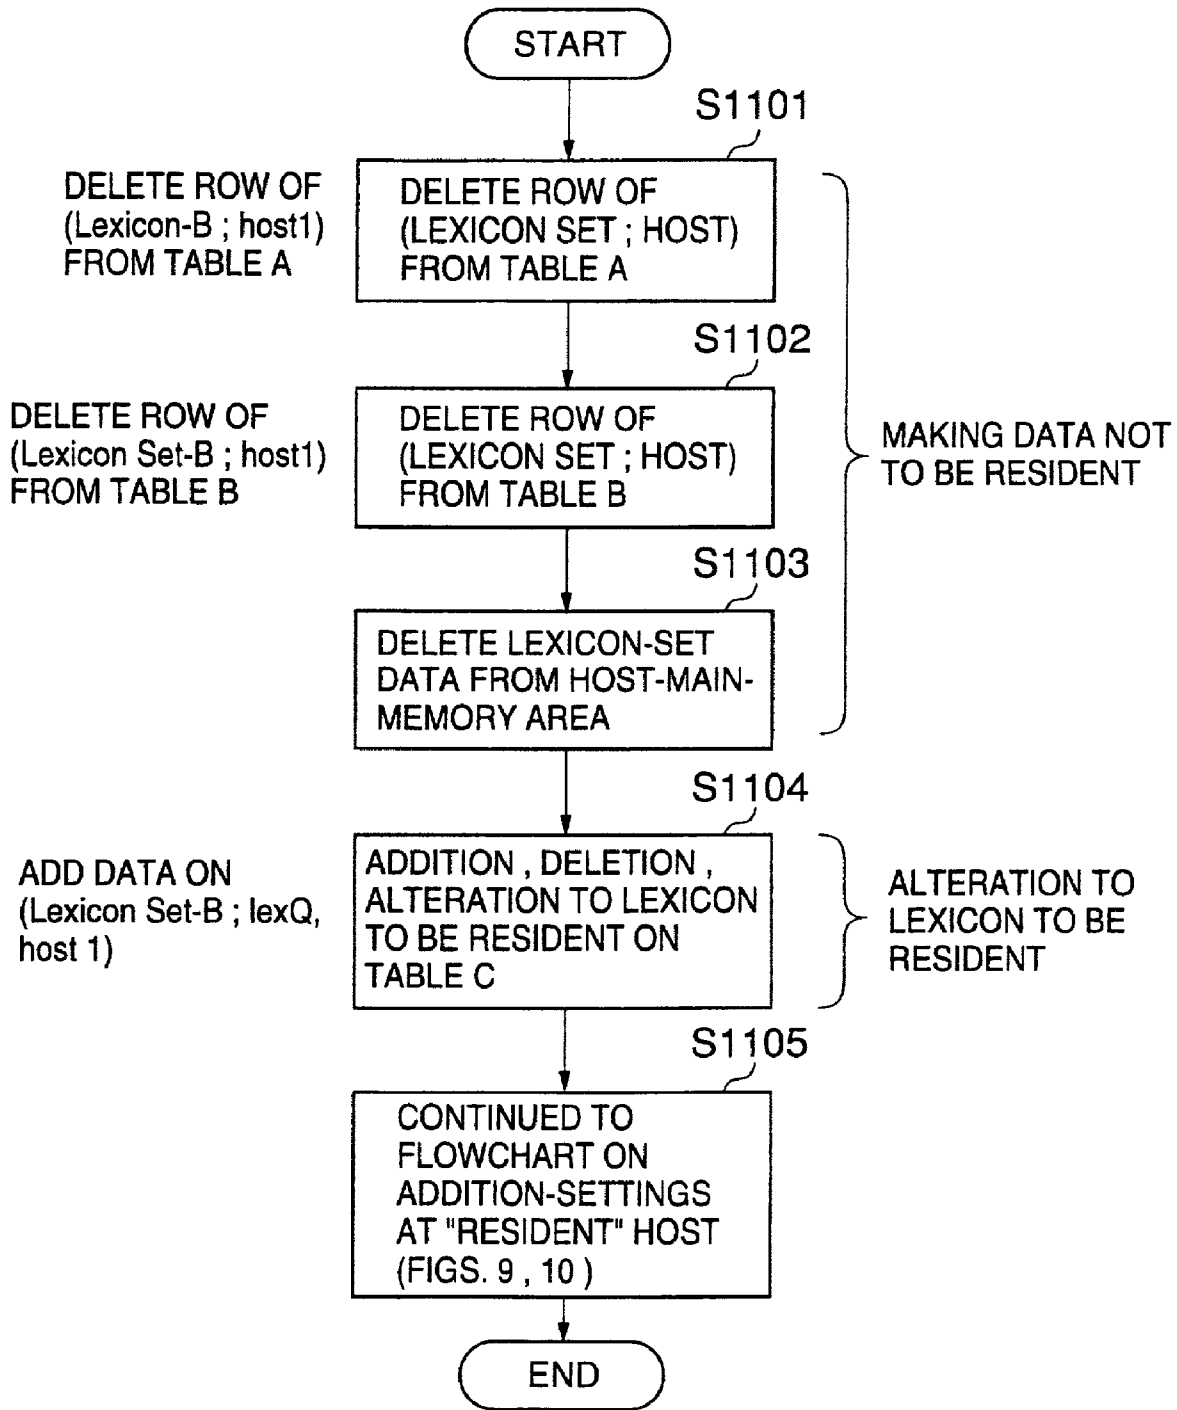 START
S1101
DELETE ROW OF
(Lexicon-B ; host1)
FROM TABLE A
DELETE ROW OF
(LEXICON SET ; HOST)
FROM TABLE A
S1102
DELETE ROW OF
(Lexicon Set-B ; host1)
FROM TABLE B
DELETE ROW OF
(LEXICON SET ; HOST)
FROM TABLE B
MAKING DATA NOT
TO BE RESIDENT
S1103
DELETE LEXICON-SET
DATA FROM HOST-MAIN-
MEMORY AREA
S1104
ADD DATA ON
(Lexicon Set-B ; lexQ,
host 1)
ADDITION , DELETION ,
ALTERATION TO LEXICON
TO BE RESIDENT ON
TABLE C
ALTERATION TO
LEXICON TO BE
RESIDENT
S1105
CONTINUED TO
FLOWCHART ON
ADDITION-SETTINGS
AT "RESIDENT" HOST
(FIGS. 9 , 10 )
END